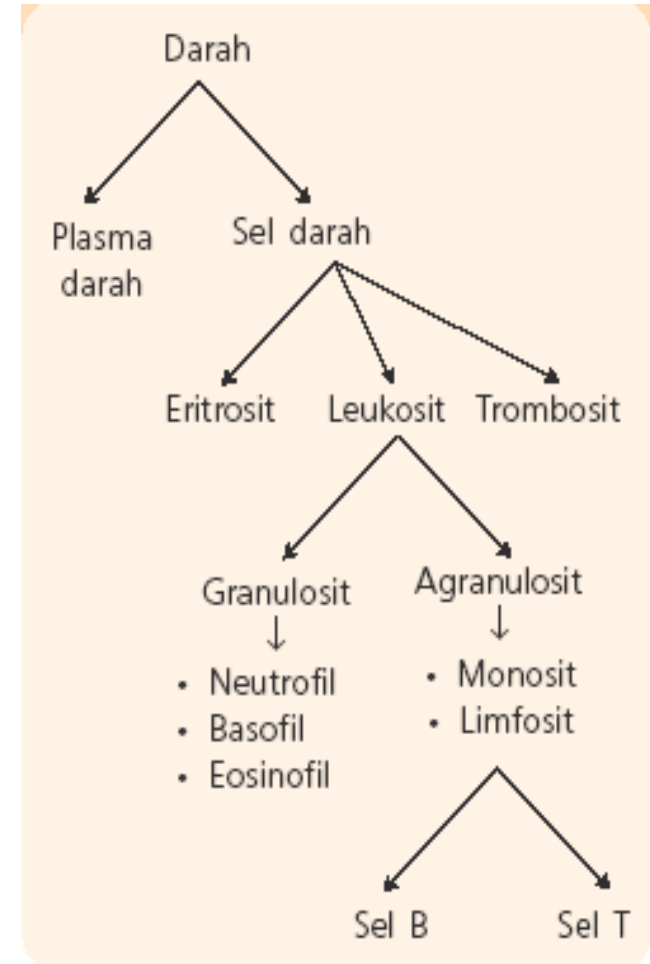 Darah
Plasma
darah
Sel darah
Eritrosit
Leukosit
Trombosit
Granulosit
• Neutrofil
• Basofil
• Eosinofil
Agranulosit
• Monosit
• Limfosit
Sel B
Sel T